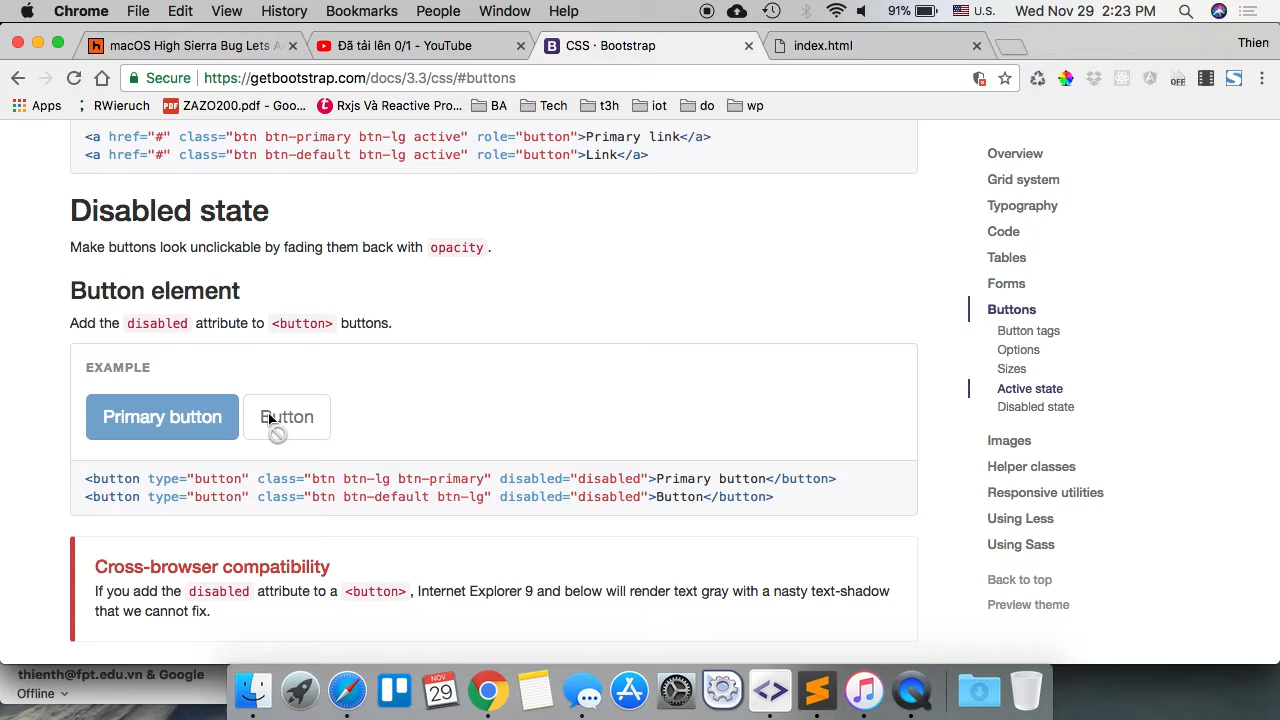 Chrome File Edit View History Bookmarks People Window Help 91% U.S. Wed Nov 29 2:23 PM
macOS High Sierra Bug Lets A Đã tải lên 0/1 - YouTube CSS · Bootstrap index.html Thien
Secure https://getbootstrap.com/docs/3.3/css/#buttons OFF
Apps RWieruch ZAZO200.pdf - Goo... Rxjs Và Reactive Pro... BA Tech t3h iot do wp
<a href="#" class="btn btn-primary btn-lg active" role="button">Primary link</a>
<a href="#" class="btn btn-default btn-lg active" role="button">Link</a>
Disabled state
Make buttons look unclickable by fading them back with opacity.
Button element
Add the disabled attribute to <button> buttons.
EXAMPLE
Primary button Button
<button type="button" class="btn btn-lg btn-primary" disabled="disabled">Primary button</button>
<button type="button" class="btn btn-default btn-lg" disabled="disabled">Button</button>
Cross-browser compatibility
If you add the disabled attribute to a <button>, Internet Explorer 9 and below will render text gray with a nasty text-shadow
that we cannot fix.
Overview
Grid system
Typography
Code
Tables
Forms
Buttons
Button tags
Options
Sizes
Active state
Disabled state
Images
Helper classes
Responsive utilities
Using Less
Using Sass
Back to top
Preview theme
thienth@fpt.edu.vn & Google
Offline
NOV
29